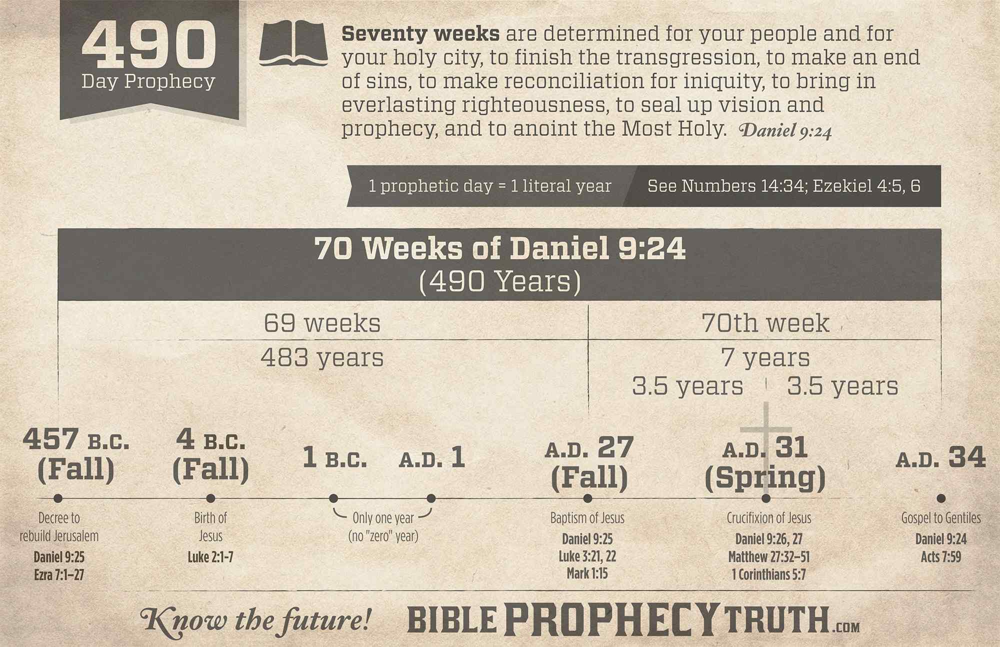 490
Day Prophecy
Seventy weeks are determined for your people and for
your holy city, to finish the transgression, to make an end
of sins, to make reconciliation for iniquity, to bring in
everlasting righteousness, to seal up vision and
prophecy, and to anoint the Most Holy. Daniel 9:24
1 prophetic day = 1 literal year See Numbers 14:34; Ezekiel 4:5, 6
70 Weeks of Daniel 9:24
(490 Years)
69 weeks
70th week
483 years
7 years
3.5 years
3.5 years
457 B.C.
(Fall)
Decree to
rebuild Jerusalem
Daniel 9:25
Ezra 7:1–27
4 B.C.
(Fall)
Birth of
Jesus
Luke 2:1-7
1 B.C.
A.D. 1
Only one year
(no "zero" year)
A.D. 27
(Fall)
Baptism of Jesus
Daniel 9:25
Luke 3:21, 22
Mark 1:15
A.D. 31
(Spring)
Crucifixion of Jesus
Daniel 9:26, 27
Matthew 27:32–51
1 Corinthians 5:7
A.D. 34
Gospel to Gentiles
Daniel 9:24
Acts 7:59
Know the future!
BIBLE PROPHECY TRUTH.COM